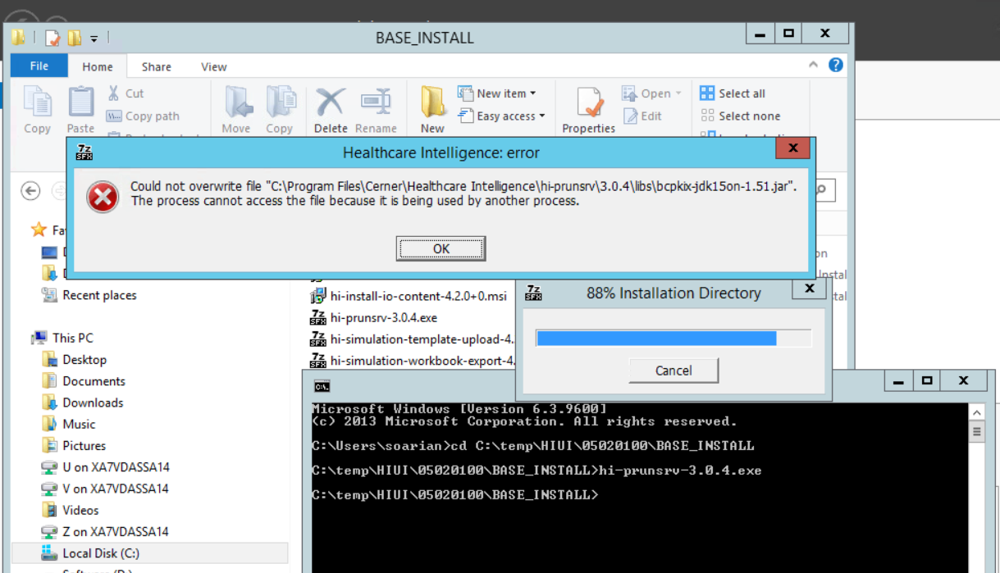 BASE_INSTALL
File Home Share View
Cut
Copy path
Copy Paste
Move Copy Delete Rename
New
New item
Easy access
Properties
Open
Edit
Select all
Select none
7z SFX
Healthcare Intelligence: error
Could not overwrite file "C:\Program Files\Cerner\Healthcare Intelligence\hi-prunsrv\3.0.4\libs\bcpkix-jdk15on-1.51.jar".
The process cannot access the file because it is being used by another process.
OK
Recent places
This PC
Desktop
Documents
Downloads
Music
Pictures
U on XA7VDASSA14
V on XA7VDASSA14
Videos
Z on XA7VDASSA14
Local Disk (C:)
hi-install-io-content-4.2.0+0.msi
hi-prunsrv-3.0.4.exe
hi-simulation-template-upload-4.
hi-simulation-workbook-export-4.
7z SFX
88% Installation Directory
Cancel
C:\.
Microsoft Windows [Version 6.3.9600]
(c) 2013 Microsoft Corporation. All rights reserved.
C:\Users\soarian>cd C:\temp\HIUI\05020100\BASE_INSTALL
C:\temp\HIUI\05020100\BASE_INSTALL>hi-prunsrv-3.0.4.exe
C:\temp\HIUI\05020100\BASE_INSTALL>